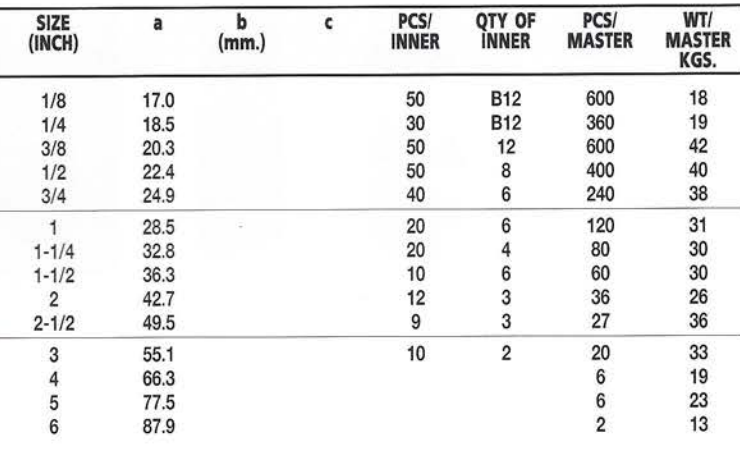 SIZE (INCH) a b (mm.) c PCS/ INNER QTY OF INNER PCS/ MASTER WT/ MASTER KGS.
1/8 17.0 50 B12 600 18
1/4 18.5 30 B12 360 19
3/8 20.3 50 12 600 42
1/2 22.4 50 8 400 40
3/4 24.9 40 6 240 38
1 28.5 20 6 120 31
1-1/4 32.8 20 4 80 30
1-1/2 36.3 10 6 60 30
2 42.7 12 3 36 26
2-1/2 49.5 9 3 27 36
3 55.1 10 2 20 33
4 66.3 6 19
5 77.5 6 23
6 87.9 2 13